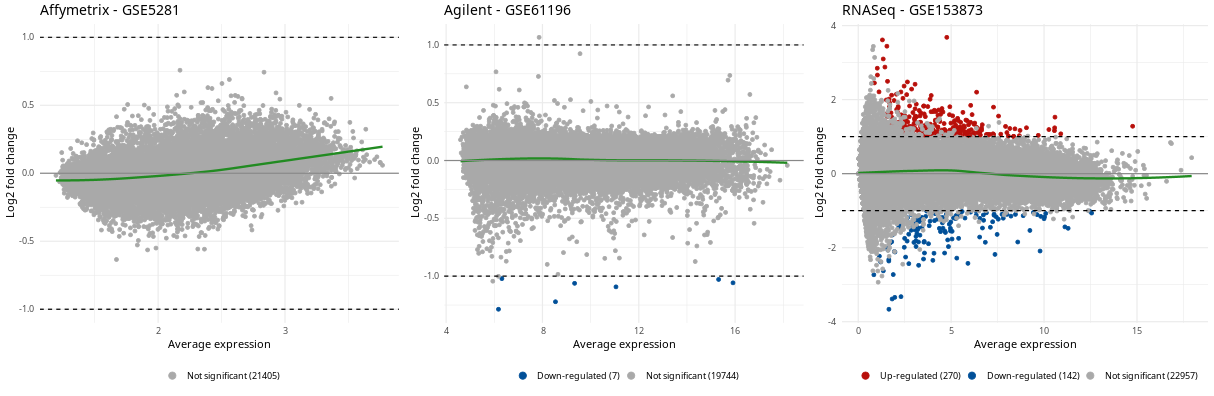 Affymetrix - GSE5281
Log2 fold change
1.0
0.5
0.0
-0.5
-1.0
2
3
Average expression
Not significant (21405)
Agilent - GSE61196
Log2 fold change
1.0
0.5
0.0
-0.5
-1.0
4
8
12
16
Average expression
Down-regulated (7)
Not significant (19744)
RNASeq - GSE153873
Log2 fold change
4
2
0
-2
-4
0
5
10
15
Average expression
Up-regulated (270)
Down-regulated (142)
Not significant (22957)